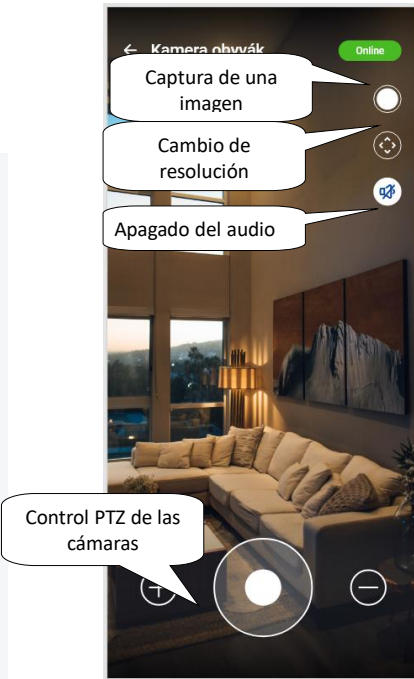 ← Kamera obyvák
Online
Captura de una
imagen
Cambio de
resolución
Apagado del audio
Control PTZ de las
cámaras